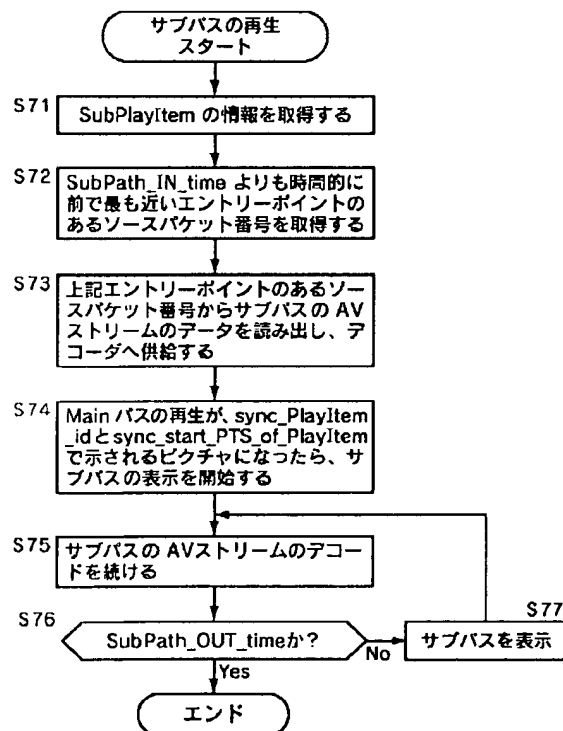 サブパスの再生
スタート
S71
SubPlayItem の情報を取得する
S72
SubPath_IN_time よりも時間的に
前で最も近いエントリーポイントの
あるソースパケット番号を取得する
S73
上記エントリーポイントのあるソー
スパケット番号からサブパスの AV
ストリームのデータを読み出し、デ
コーダへ供給する
S74
Main パスの再生が、sync_PlayItem
_idとsync_start_PTS_of_PlayItem
で示されるピクチャになったら、サ
ブパスの表示を開始する
S75
サブパスの AVストリームのデコー
ドを続ける
S76
SubPath_OUT_timeか?
No
S77
サブパスを表示
Yes
エンド